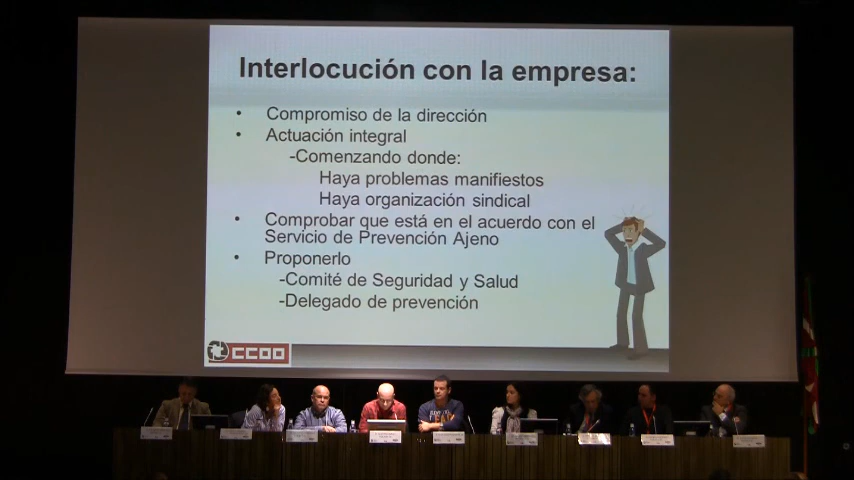 Interlocución con la empresa:
• Compromiso de la dirección
• Actuación integral
-Comenzando donde:
Haya problemas manifiestos
Haya organización sindical
• Comprobar que está en el acuerdo con el
Servicio de Prevención Ajeno
• Proponerlo
-Comité de Seguridad y Salud
-Delegado de prevención
CCOO